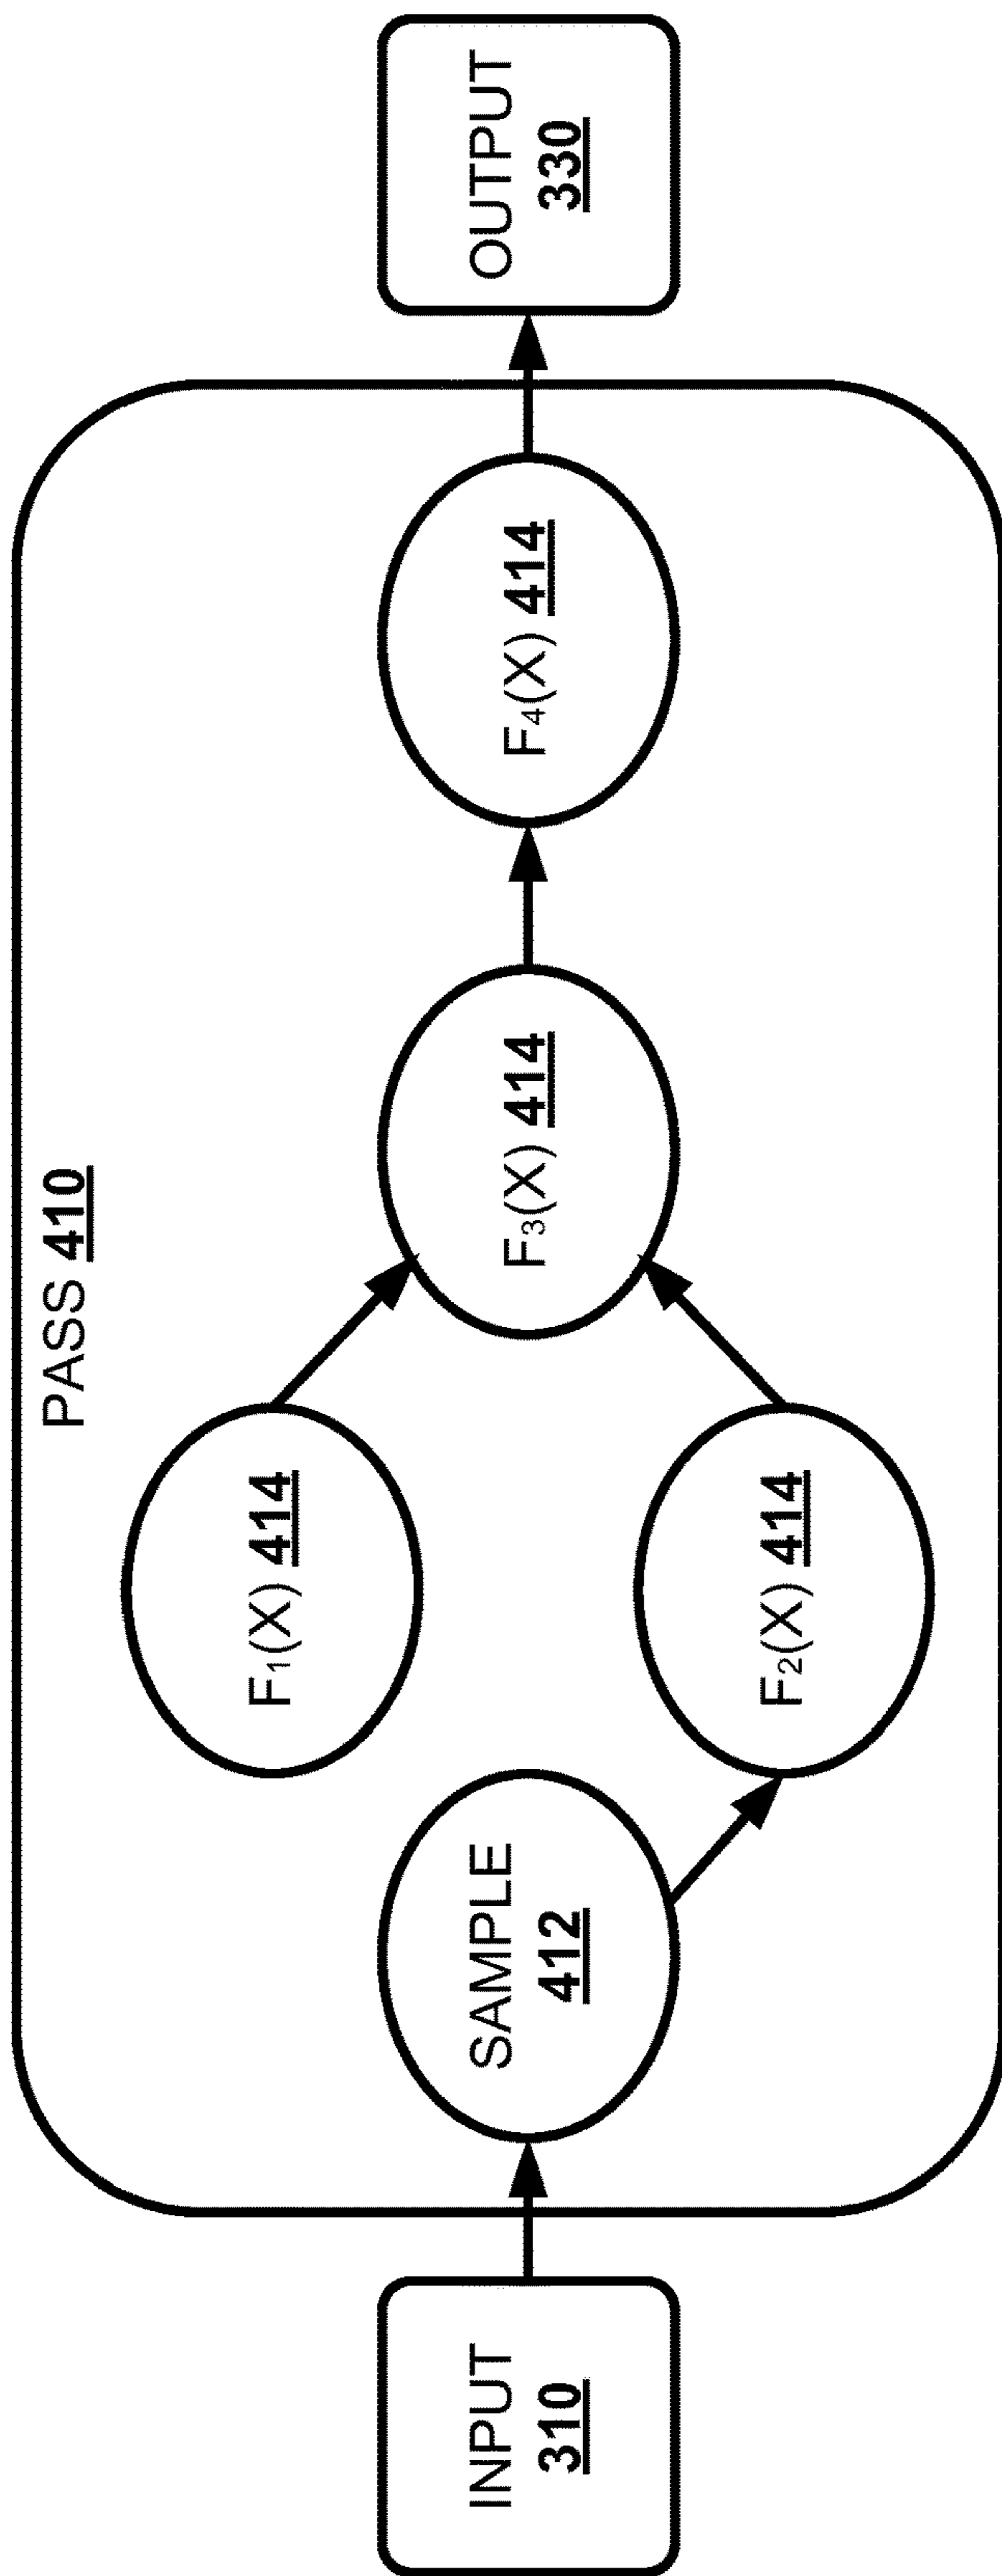 PASS 410
INPUT
310
SAMPLE
412
F₁(X) 414
F₂(X) 414
F₃(X) 414
F₄(X) 414
OUTPUT
330